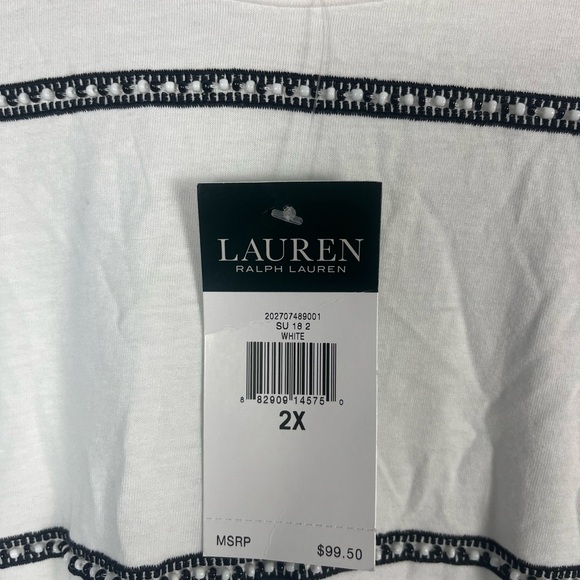 LAUREN
RALPH LAUREN
202707489001
SU 18 2
WHITE
8 82909 14575 0
2X
MSRP $99.50